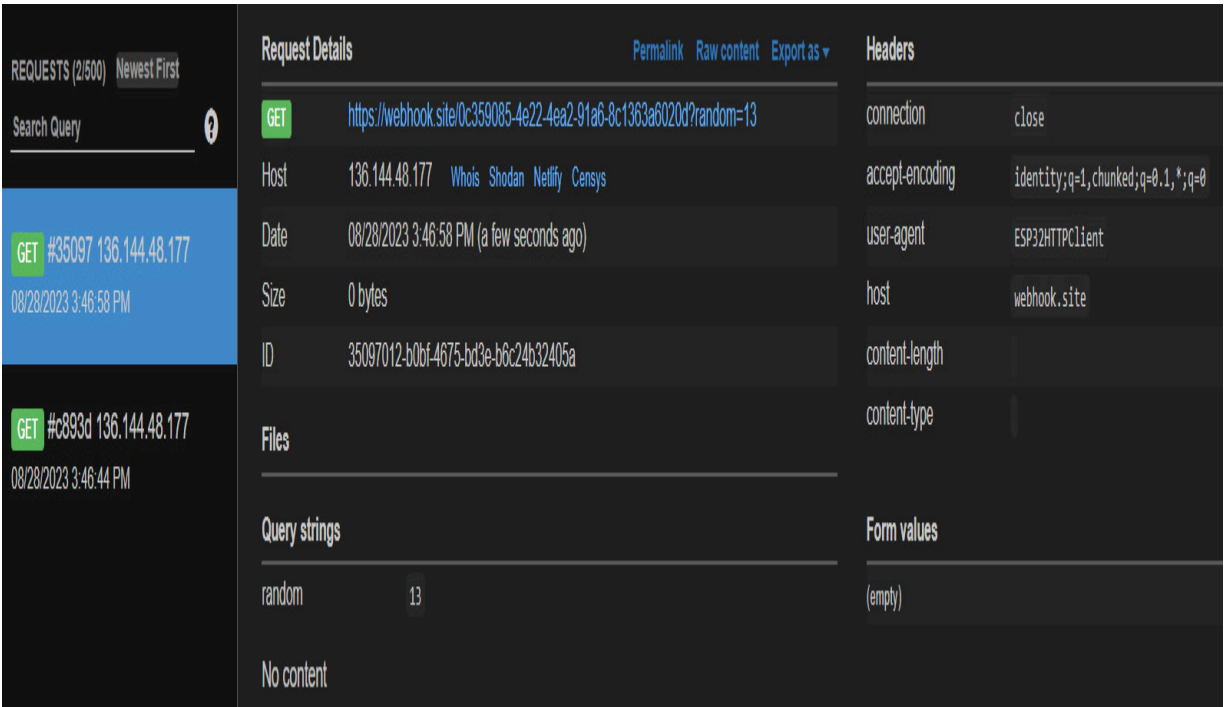 REQUESTS (2/500) Newest First
Search Query ?
GET #35097 136.144.48.177
08/28/2023 3:46:58 PM
GET #c893d 136.144.48.177
08/28/2023 3:46:44 PM
Request Details Permalink Raw content Export as ▾
GET https://webhook.site/0c359085-4e22-4ea2-91a6-8c1363a6020d?random=13
Host 136.144.48.177 Whois Shodan Netlify Censys
Date 08/28/2023 3:46:58 PM (a few seconds ago)
Size 0 bytes
ID 35097012-b0bf-4675-bd3e-b6c24b32405a
Files
Query strings
random 13
No content
Headers
connection close
accept-encoding identity;q=1,chunked;q=0.1,*;q=0
user-agent ESP32HTTPClient
host webhook.site
content-length
content-type
Form values
(empty)